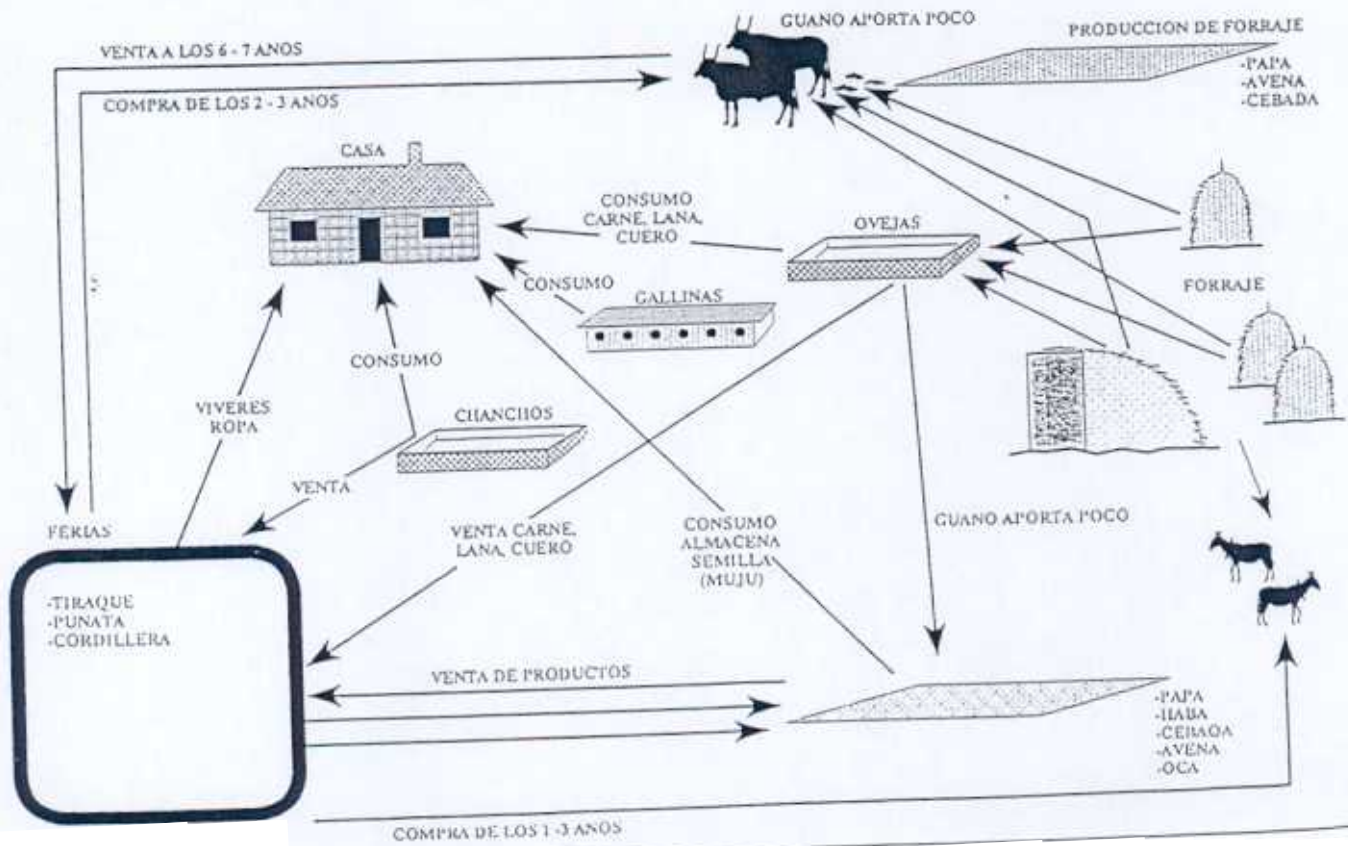 GUANO APORTA POCO
PRODUCCION DE FORRAJE
-PAPA
-AVENA
-CEBADA
VENTA A LOS 6 - 7 ANOS
COMPRA DE LOS 2 - 3 ANOS
CASA
CONSUMO
CARNE, LANA,
CUERO
OVEJAS
CONSUMO
GALLINAS
FORRAJE
CONSUMO
VIVERES
ROPA
CHANCHOS
VENTA
FERIAS
VENTA CARNE,
LANA, CUERO
CONSUMO
ALMACENA
SEMILLA
(MUJU)
GUANO APORTA POCO
-TIRAQUE
-PUNATA
-CORDILLERA
VENTA DE PRODUCTOS
-PAPA
-HABA
-CEBADA
-AVENA
-OCA
COMPRA DE LOS 1 -3 ANOS